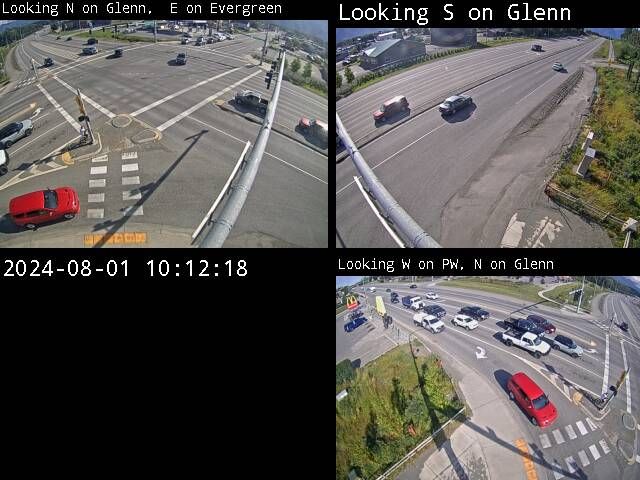 Looking N on Glenn, E on Evergreen
Looking S on Glenn
2024-08-01 10:12:18
Looking W on PW, N on Glenn